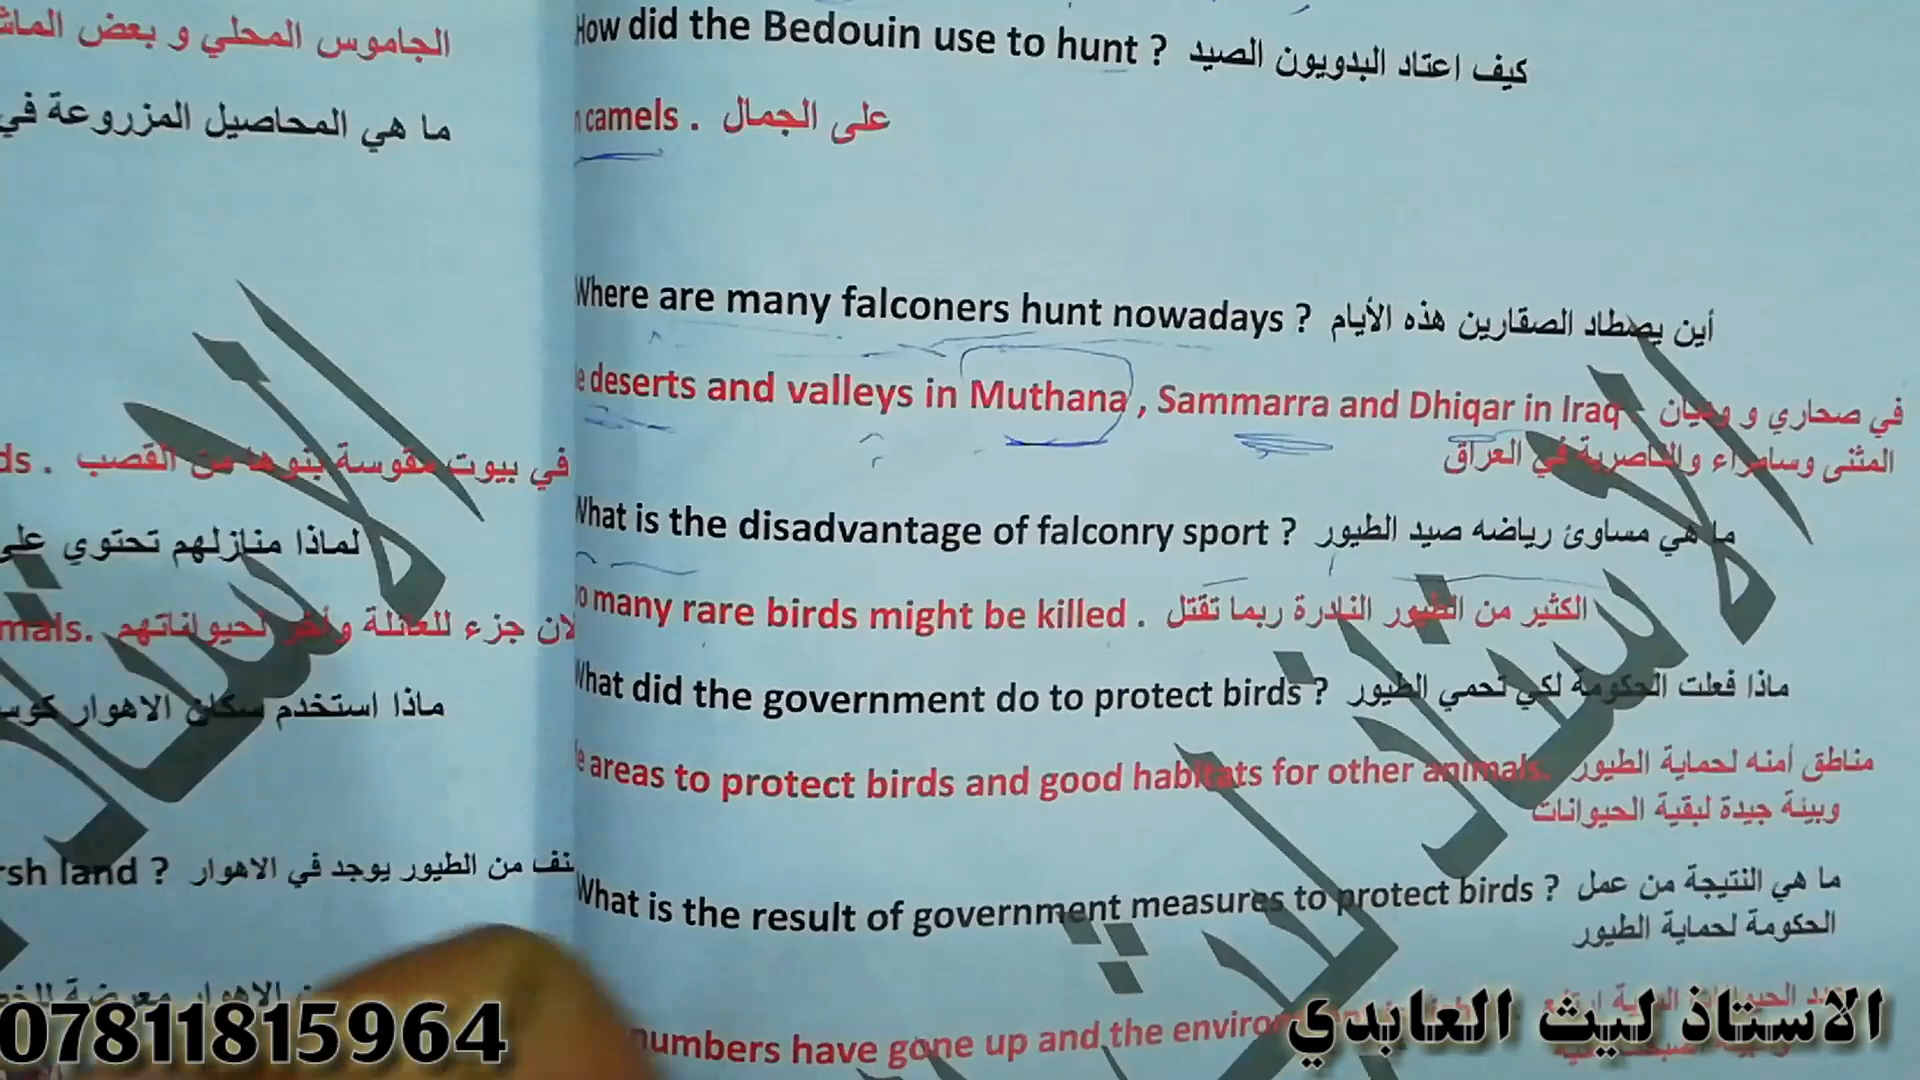 How did the Bedouin use to hunt ? كيف اعتاد البدويون الصيد
camels . على الجمال
Where are many falconers hunt nowadays ? أين يصطاد الصقارين هذه الأيام
deserts and valleys in Muthana , Sammarra and Dhiqar in Iraq - في صحاري و وديان
المثنى وسامراء والناصرية في العراق
What is the disadvantage of falconry sport ? ما هي مساوئ رياضه صيد الطيور
many rare birds might be killed . الكثير من الطيور النادرة ربما تقتل
What did the government do to protect birds ? ماذا فعلت الحكومة لكي تحمي الطيور
areas to protect birds and good habitats for other animals. مناطق أمنه لحماية الطيور
وبيئة جيدة لبقية الحيوانات
What is the result of government measures to protect birds ? ما هي النتيجة من عمل
الحكومة لحماية الطيور
numbers have gone up and the
الجاموس المحلي و بعض
ما هي المحاصيل المزروعة في
في بيوت مقوسة بنوها من القصب .
لماذا منازلهم تحتوي على
لان جزء للعائلة وأخر لحيواناتهم
ماذا استخدم سكان الاهوار
land ? من الطيور يوجد في الاهوار
الاهوار معرضة
07811815964
الاستاذ ليث العابدي